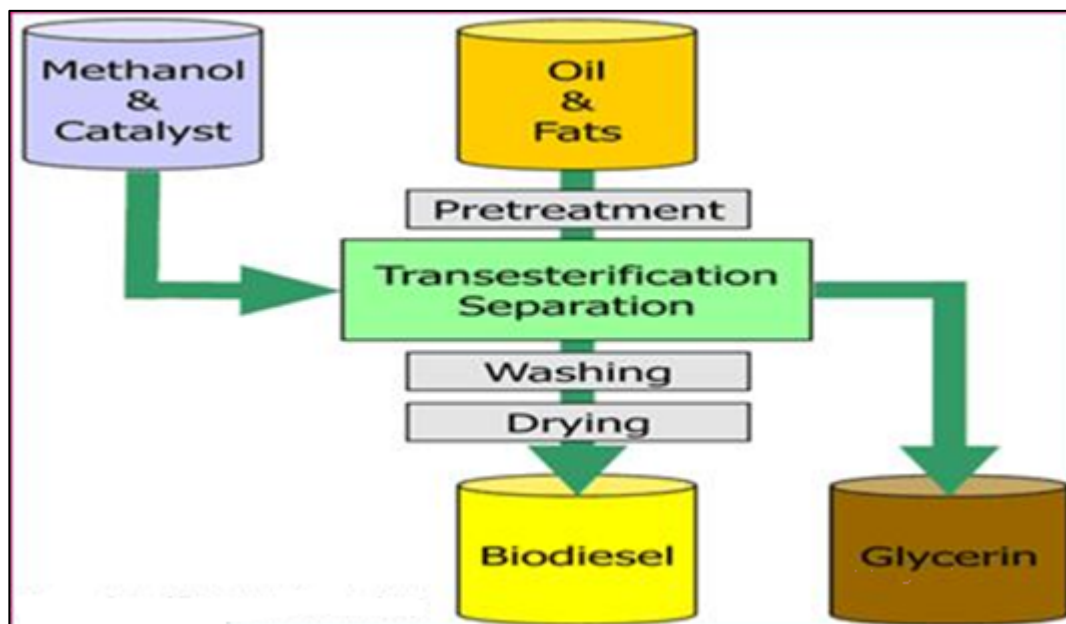 Methanol
&
Catalyst
Oil
&
Fats
Pretreatment
Transesterification
Separation
Washing
Drying
Biodiesel
Glycerin